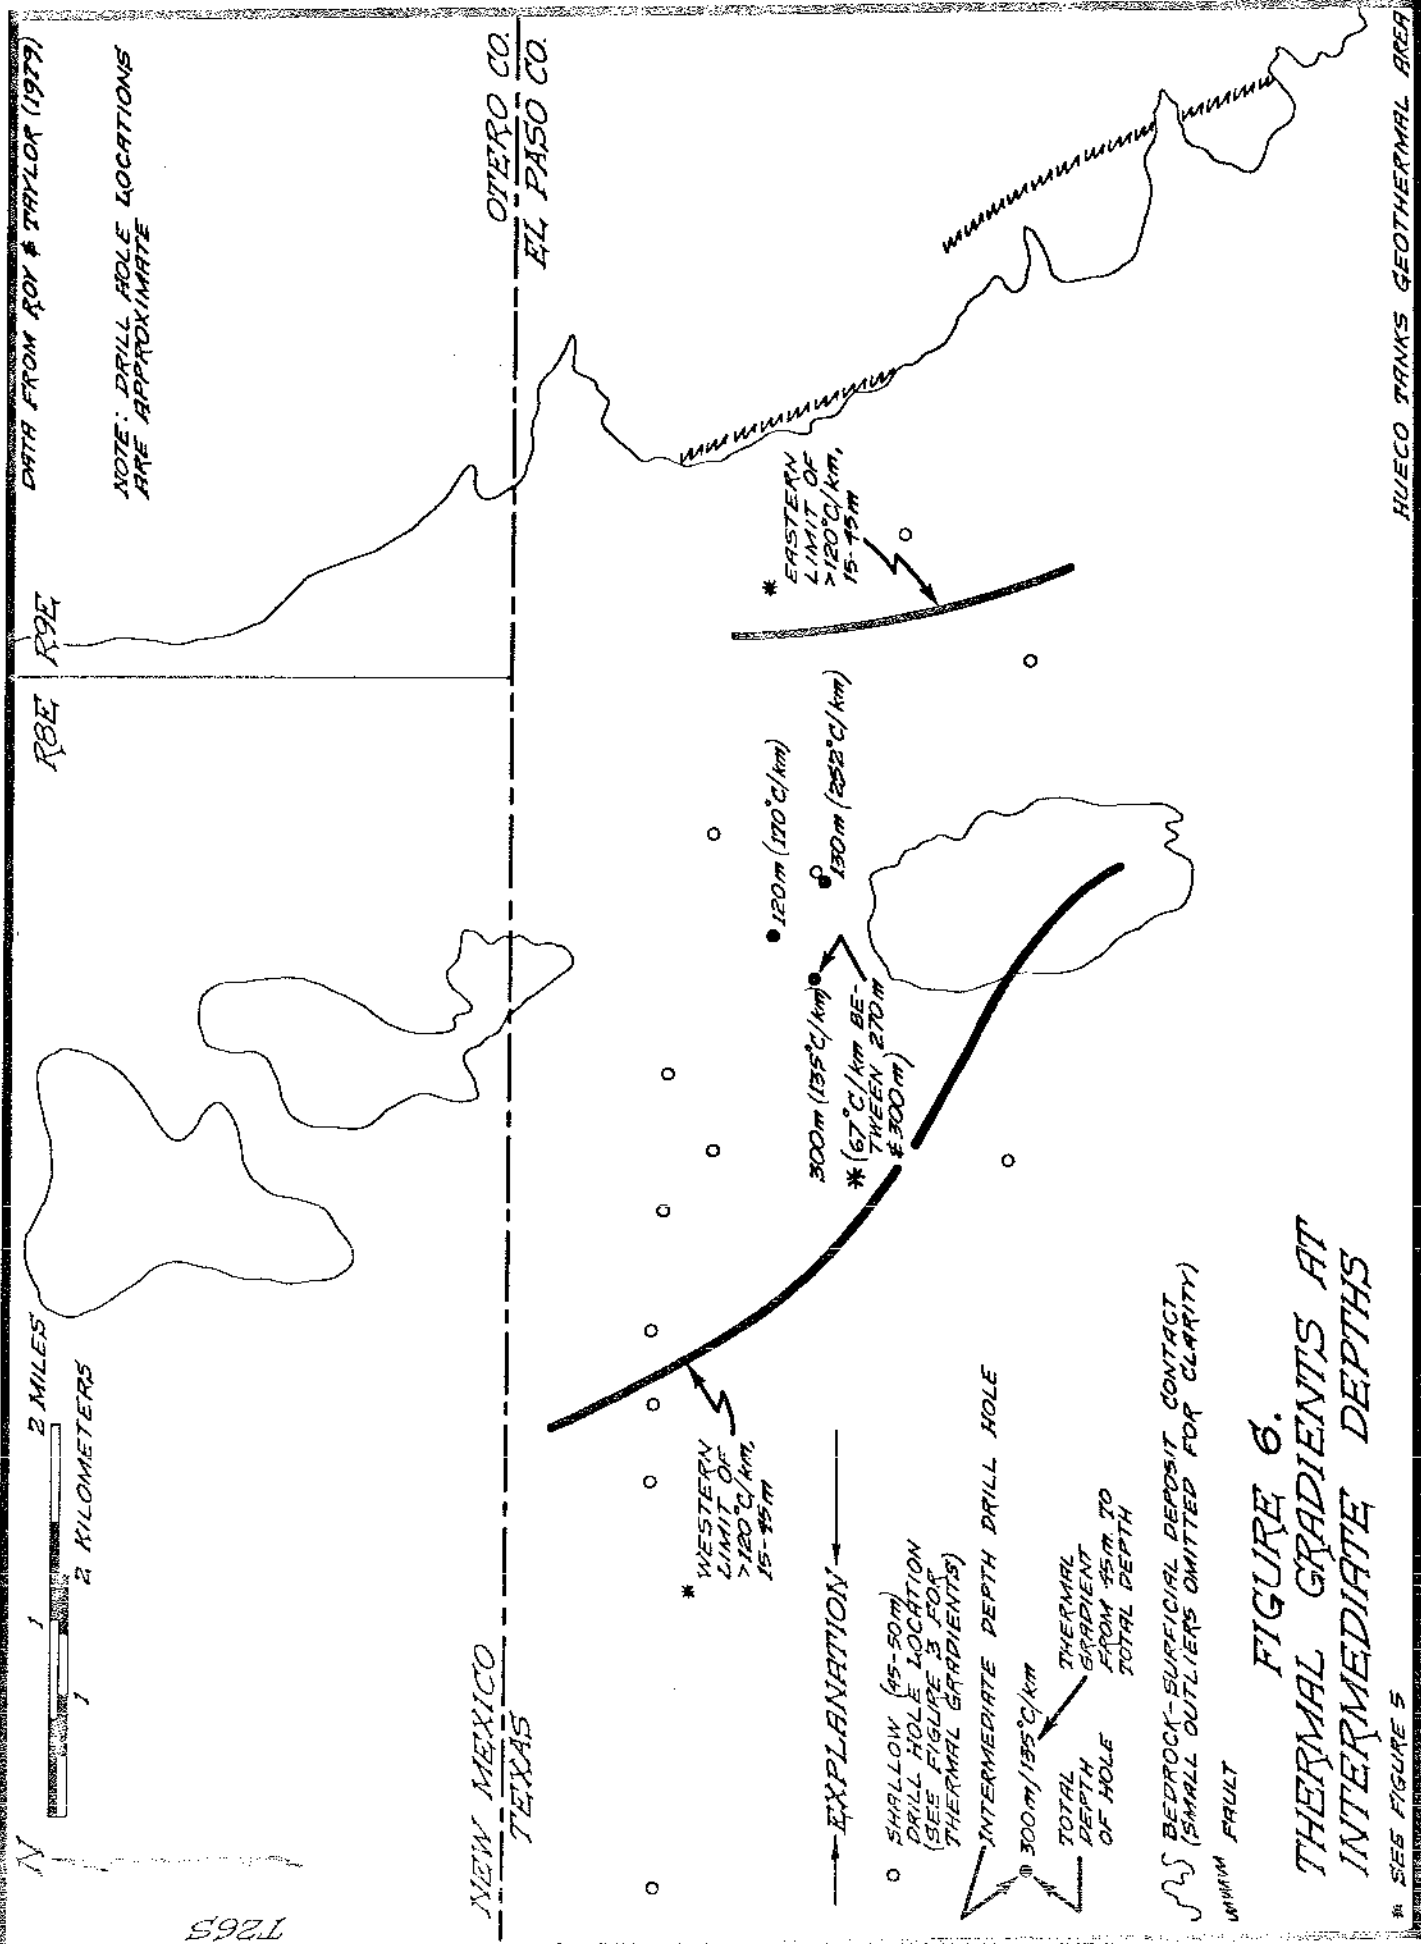 DATA FROM ROY & TAYLOR (1979)
NOTE: DRILL HOLE LOCATIONS
ARE APPROXIMATE
N
1
2 MILES
1
2 KILOMETERS
R8E
R9E
T26S
NEW MEXICO
TEXAS
OTERO CO.
EL PASO CO.
* WESTERN
LIMIT OF
>120°C/km,
15-45m
* EASTERN
LIMIT OF
>120°C/km,
15-45m
120m (170°C/km)
130m (252°C/km)
300m (135°C/km)
* (67°C/km BE-
TWEEN 270m
& 300m)
EXPLANATION
SHALLOW (45-50m)
DRILL HOLE LOCATION
(SEE FIGURE 3 FOR
THERMAL GRADIENTS)
INTERMEDIATE DEPTH DRILL HOLE
300m/135°C/km
TOTAL
DEPTH
OF HOLE
THERMAL
GRADIENT
FROM 45m TO
TOTAL DEPTH
BEDROCK-SURFICIAL DEPOSIT CONTACT
(SMALL OUTLIERS OMITTED FOR CLARITY)
FAULT
FIGURE 6.
THERMAL GRADIENTS AT
INTERMEDIATE DEPTHS
* SEE FIGURE 5
HUECO TANKS GEOTHERMAL AREA